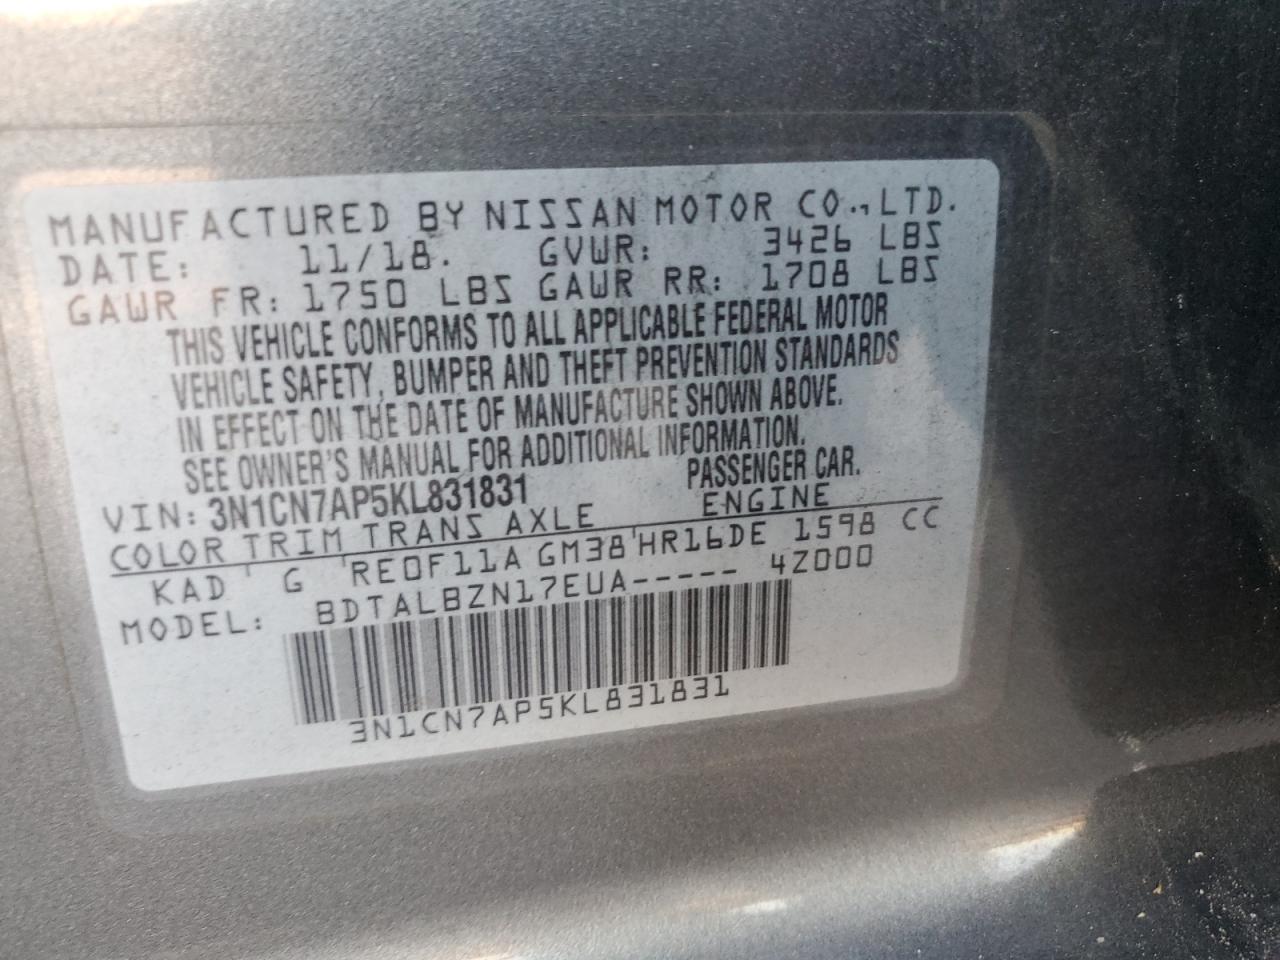 MANUFACTURED BY NISSAN MOTOR CO., LTD.
DATE: 11/18. GVWR: 3426 LBS
GAWR FR: 1750 LBS GAWR RR: 1708 LBS
THIS VEHICLE CONFORMS TO ALL APPLICABLE FEDERAL MOTOR
VEHICLE SAFETY, BUMPER AND THEFT PREVENTION STANDARDS
IN EFFECT ON THE DATE OF MANUFACTURE SHOWN ABOVE.
SEE OWNER'S MANUAL FOR ADDITIONAL INFORMATION.
VIN: 3N1CN7AP5KL831831 PASSENGER CAR.
COLOR TRIM TRANS AXLE ENGINE
KAD ' G ' RE0F11A GM38 ' HR16DE 1598 CC
MODEL: BDTALBZN17EUA----- 4Z000
3N1CN7AP5KL831831